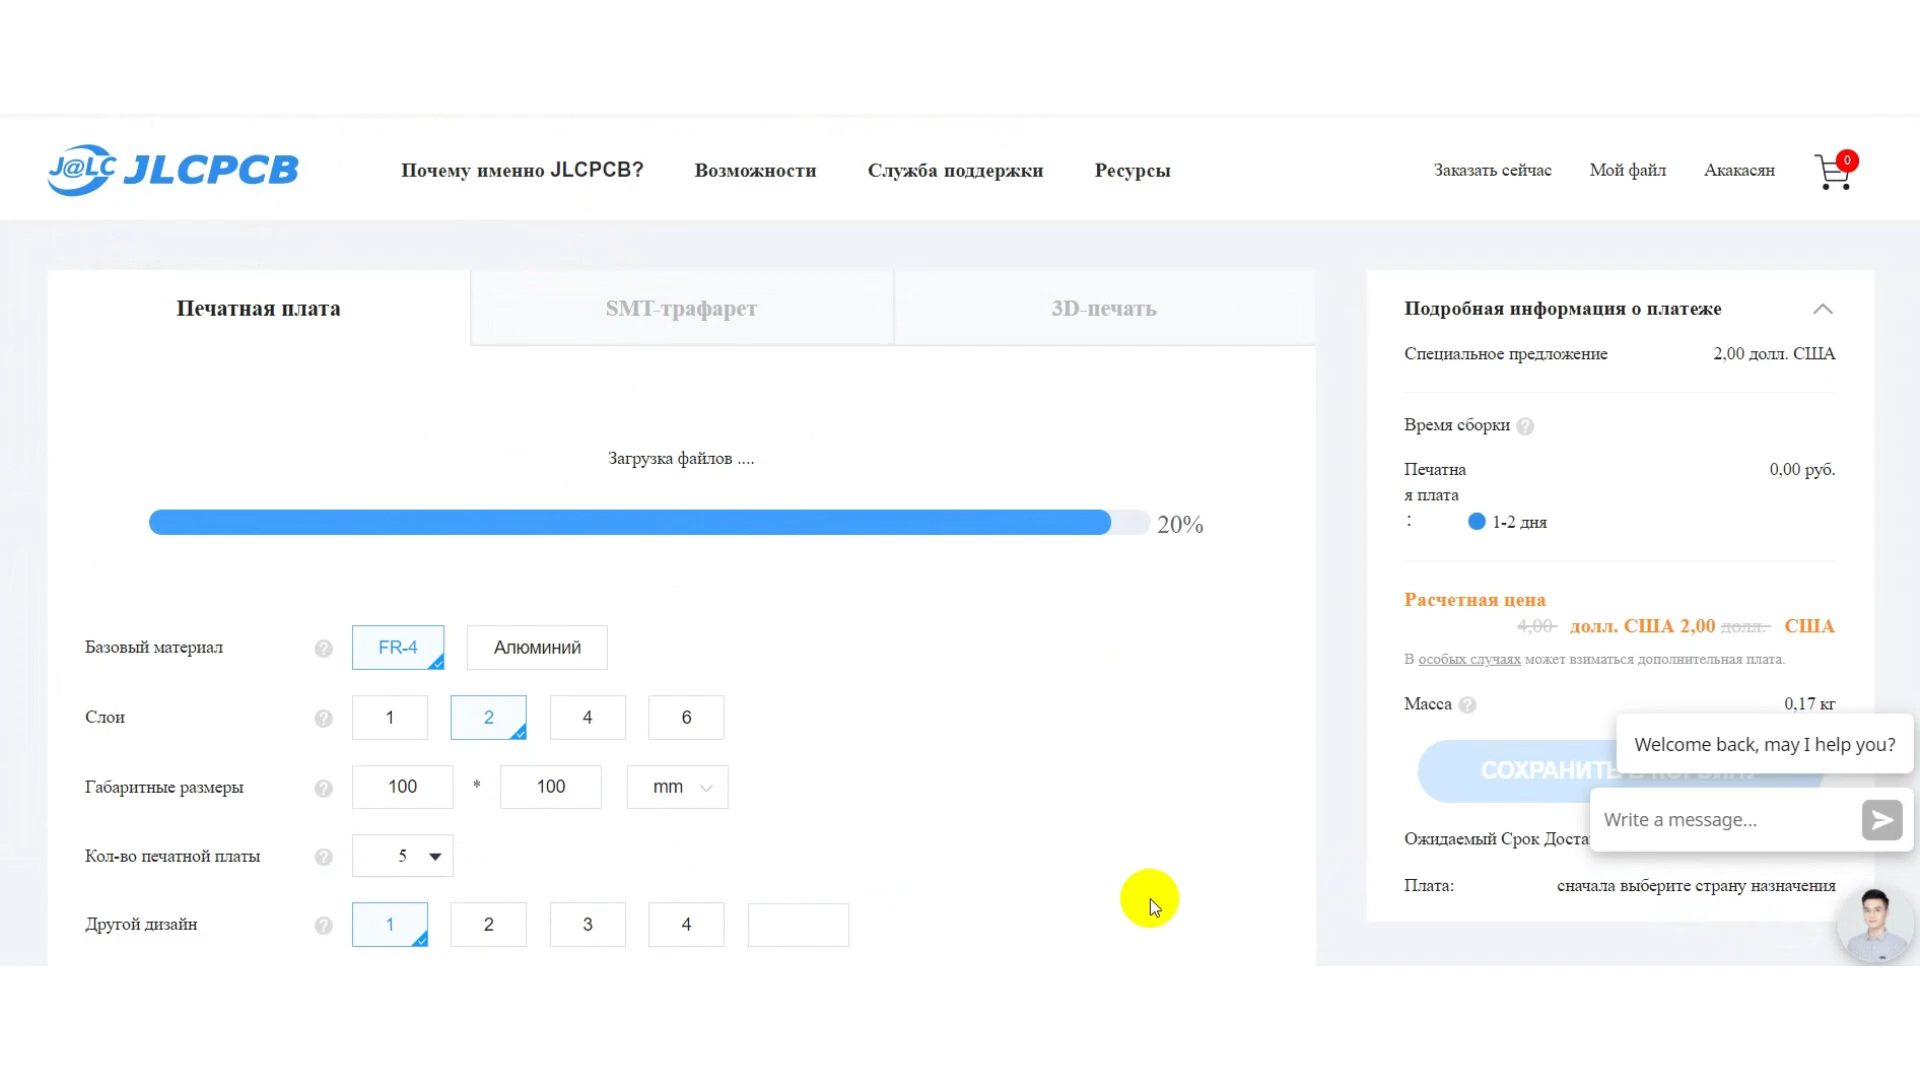 J@LC JLCPCB
Почему именно JLCPCB?
Возможности
Служба поддержки
Ресурсы
Заказать сейчас
Мой файл
Акакасян
0
Печатная плата
SMT-трафарет
3D-печать
Загрузка файлов ....
20%
Базовый материал ? FR-4 Алюминий
Слои ? 1 2 4 6
Габаритные размеры ? 100 * 100 mm
Кол-во печатной платы ? 5
Другой дизайн ? 1 2 3 4
Подробная информация о платеже
Специальное предложение 2,00 долл. США
Время сборки ?
Печатна 0,00 руб.
я плата
: 1-2 дня
Расчетная цена
4,00 долл. США 2,00 долл. США
В особых случаях может взиматься дополнительная плата.
Масса ? 0,17 кг
Welcome back, may I help you?
СОХРАНИТЬ В КОРЗИНУ
Write a message...
Ожидаемый Срок Доста
Плата: сначала выберите страну назначения